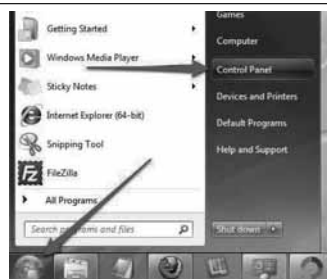 Getting Started
Windows Media Player
Sticky Notes
Internet Explorer (64-bit)
Snipping Tool
FileZilla
All Programs
Search programs and files
Games
Computer
Control Panel
Devices and Printers
Default Programs
Help and Support
Shut down